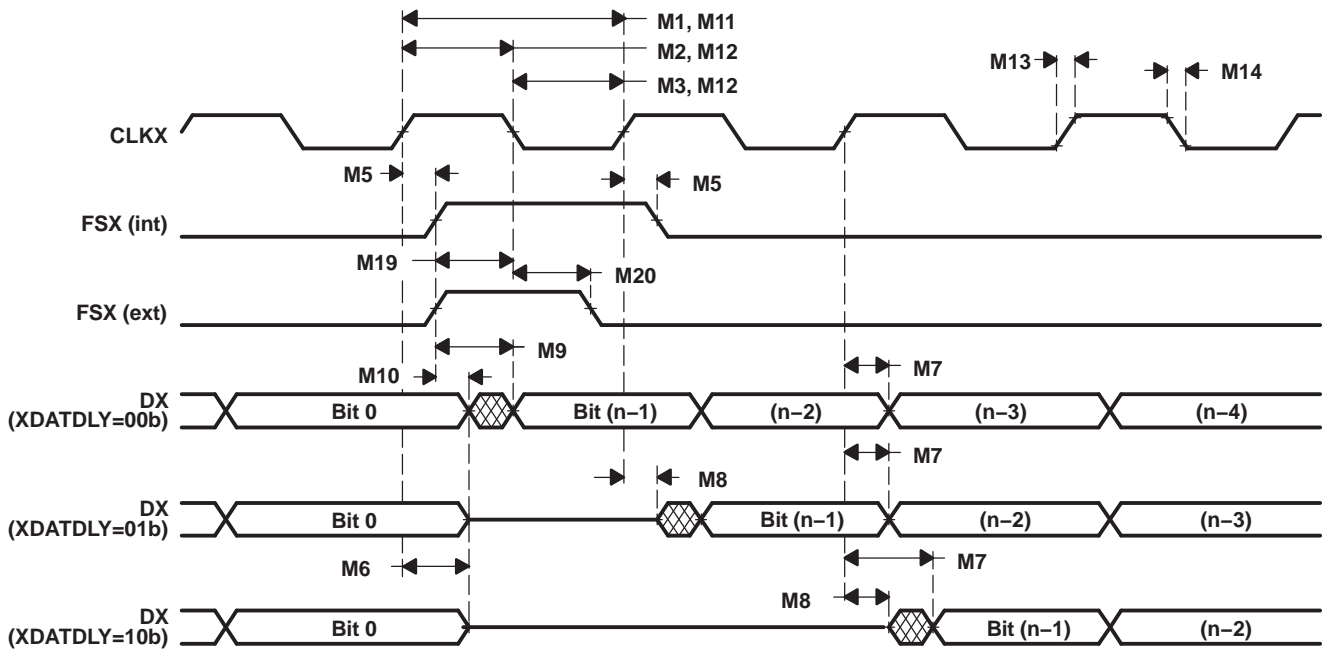 M1, M11
M2, M12
M3, M12
M13
M14
CLKX
M5
M5
FSX (int)
M19
M20
FSX (ext)
M9
M10
M7
DX
(XDATDLY=00b)
Bit 0
Bit (n–1)
(n–2)
(n–3)
(n–4)
M7
M8
DX
(XDATDLY=01b)
Bit 0
Bit (n–1)
(n–2)
(n–3)
M6
M7
M8
DX
(XDATDLY=10b)
Bit 0
Bit (n–1)
(n–2)